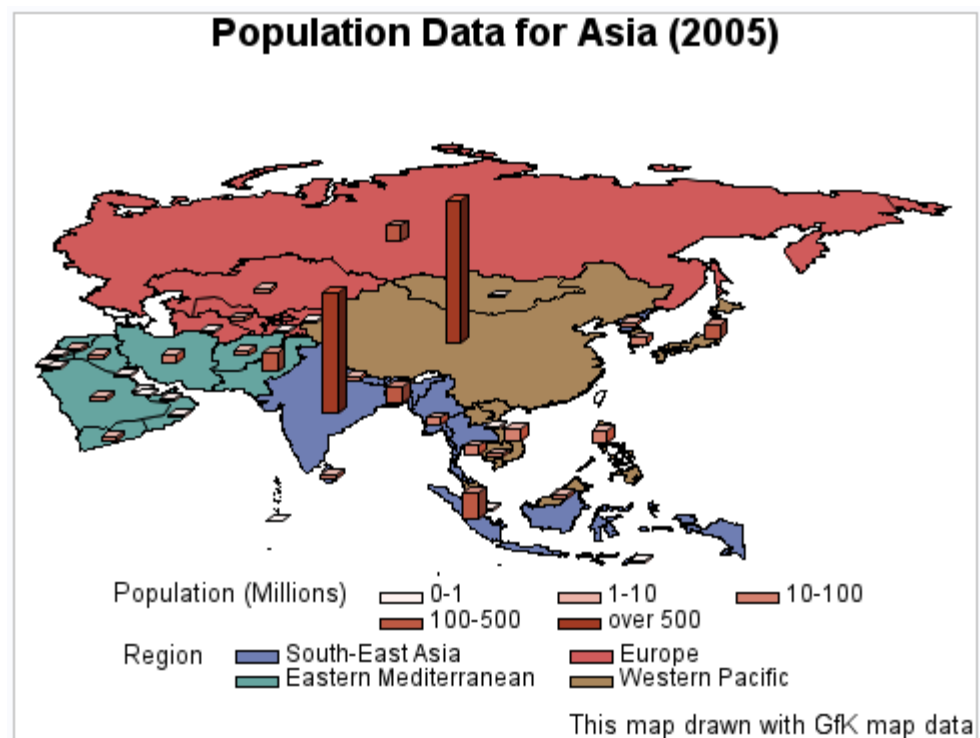 Population Data for Asia (2005)
Population (Millions) 0-1 1-10 10-100
100-500 over 500
Region South-East Asia Europe
Eastern Mediterranean Western Pacific
This map drawn with GfK map data